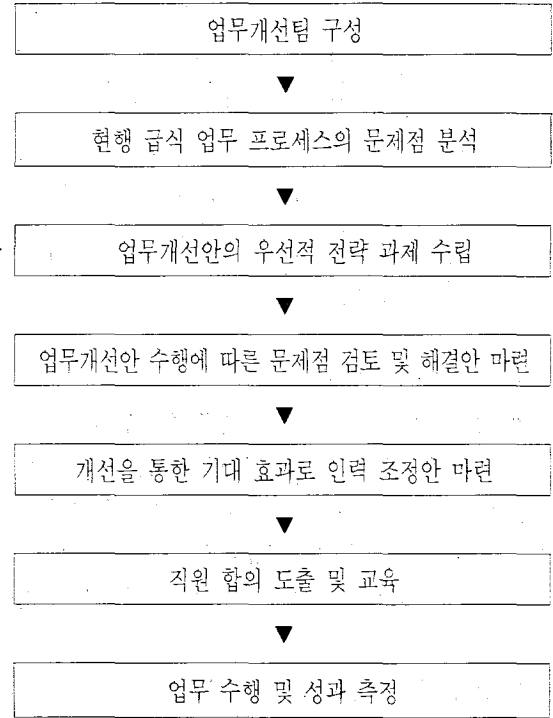 업무개선팀 구성
▼
현행 급식 업무 프로세스의 문제점 분석
▼
업무개선안의 우선적 전략 과제 수립
▼
업무개선안 수행에 따른 문제점 검토 및 해결안 마련
▼
개선을 통한 기대 효과로 인력 조정안 마련
▼
직원 합의 도출 및 교육
▼
업무 수행 및 성과 측정